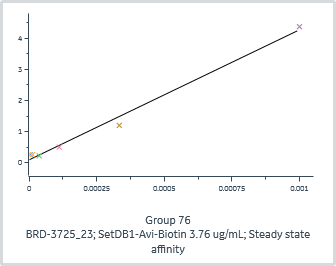 4
3
2
1
0
0 0.00025 0.0005 0.00075 0.001
Group 76
BRD-3725_23; SetDB1-Avi-Biotin 3.76 ug/mL; Steady state
affinity